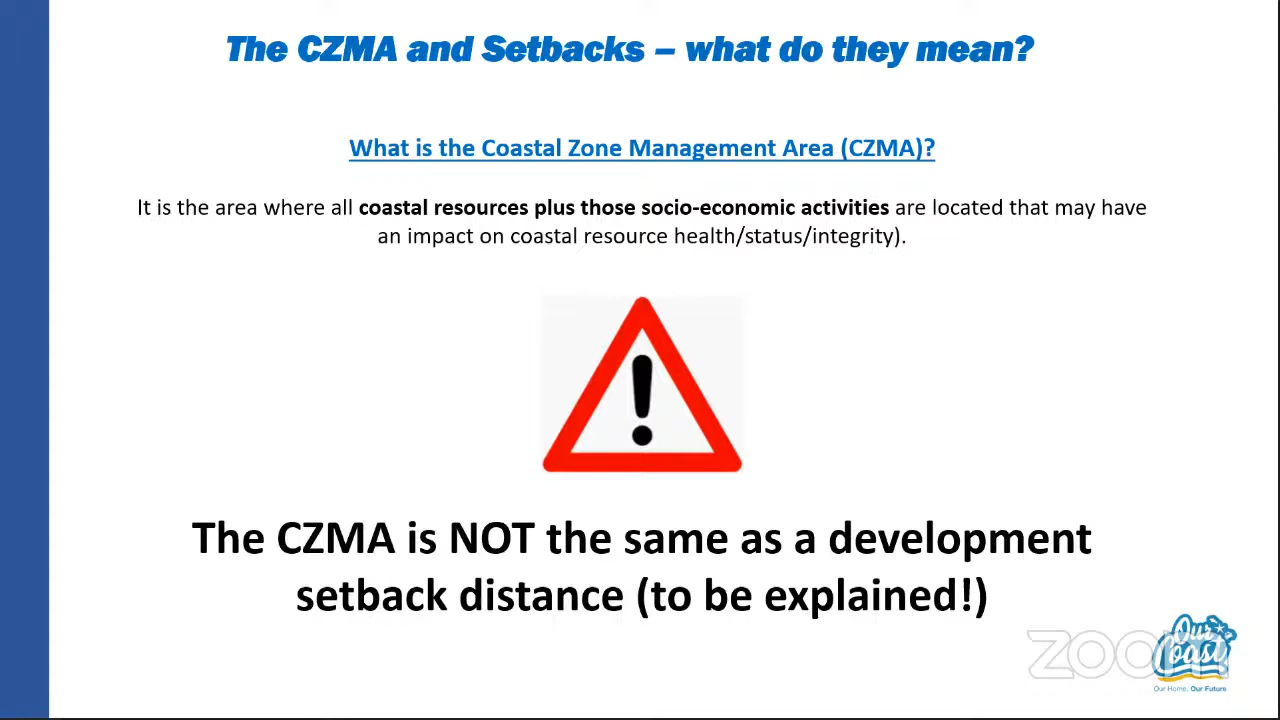 The CZMA and Setbacks – what do they mean?
What is the Coastal Zone Management Area (CZMA)?
It is the area where all coastal resources plus those socio-economic activities are located that may have
an impact on coastal resource health/status/integrity).
The CZMA is NOT the same as a development
setback distance (to be explained!)
zoom
Our
Coast
Our Home, Our Future